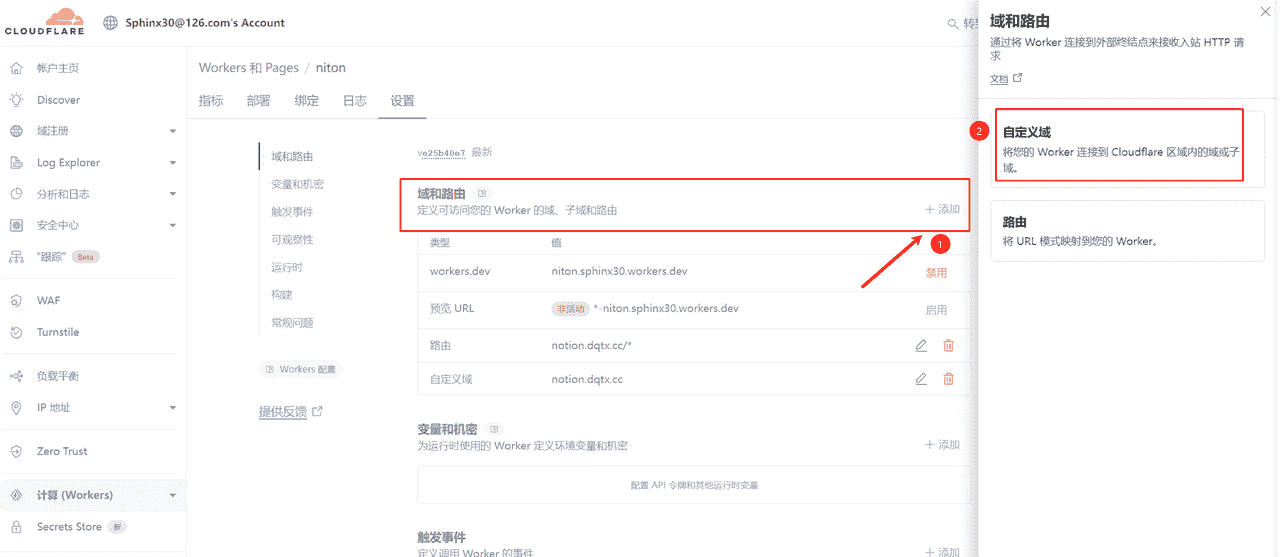 CLOUDFLARE
Sphinx30@126.com's Account
转到
帐户主页
Discover
域注册
Log Explorer
分析和日志
安全中心
"跟踪" Beta
WAF
Turnstile
负载平衡
IP 地址
Zero Trust
计算 (Workers)
Secrets Store 新
Workers 和 Pages / niton
指标 部署 绑定 日志 设置
域和路由
变量和机密
触发事件
可观察性
运行时
构建
常规问题
Workers 配置
提供反馈
ve25b40e7 最新
域和路由
定义可访问您的 Worker 的域、子域和路由
+ 添加
1
类型 值
workers.dev niton.sphinx30.workers.dev 禁用
预览 URL 非活动 *-niton.sphinx30.workers.dev 启用
路由 notion.dqtx.cc/*
自定义域 notion.dqtx.cc
变量和机密
为运行时使用的 Worker 定义环境变量和机密
+ 添加
配置 API 令牌和其他运行时变量
触发事件
定义调用 Worker 的事件
+ 添加
域和路由
通过将 Worker 连接到外部终结点来接收入站 HTTP 请
求
文档
2
自定义域
将您的 Worker 连接到 Cloudflare 区域内的域或子
域。
路由
将 URL 模式映射到您的 Worker。